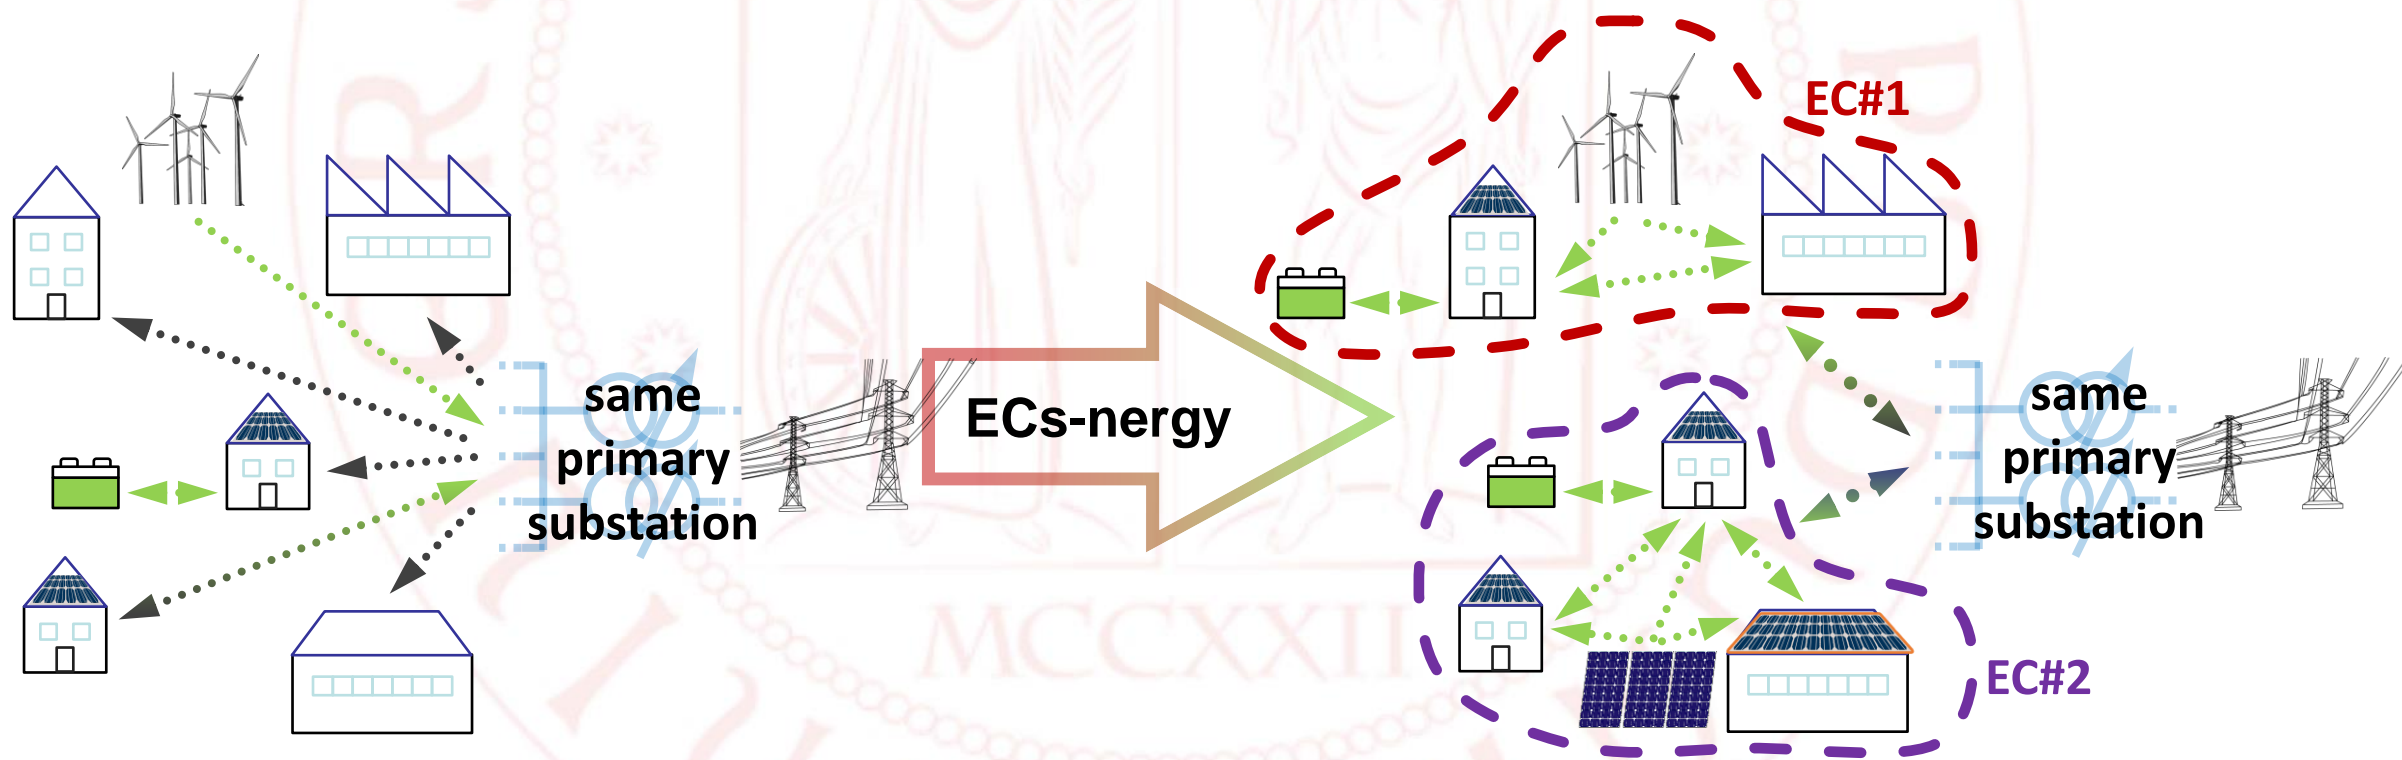 same
primary
substation
ECs-nergy
EC#1
same
primary
substation
EC#2
MCCXXII